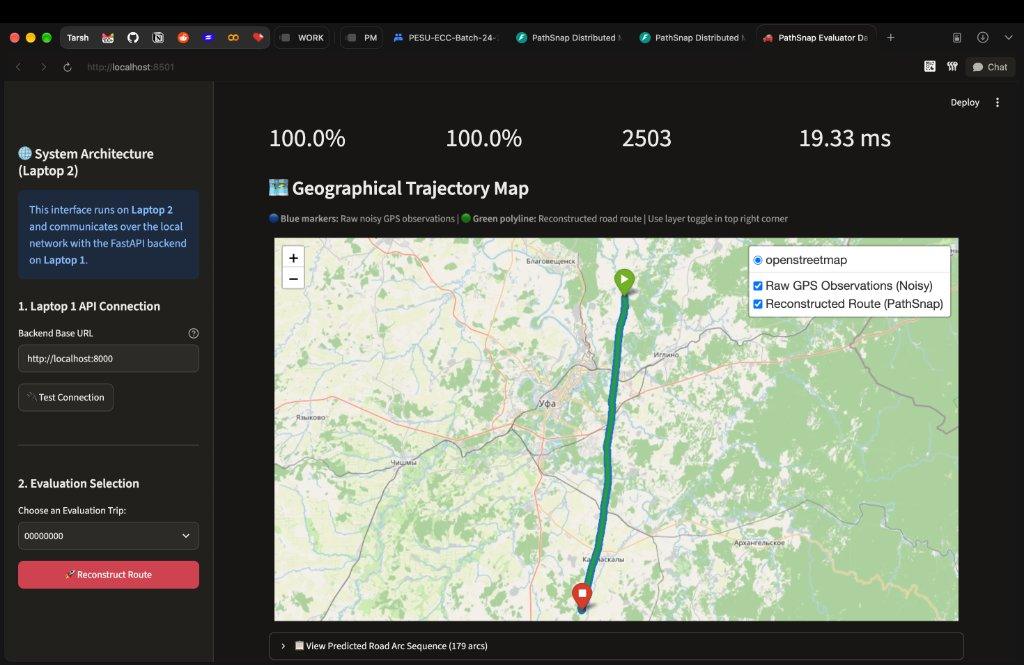 Tarsh
WORK
PM
PESU-ECC-Batch-24-
PathSnap Distributed
PathSnap Distributed
PathSnap Evaluator Da
http://localhost:8501
Chat
Deploy
System Architecture
(Laptop 2)
This interface runs on Laptop 2
and communicates over the local
network with the FastAPI backend
on Laptop 1.
1. Laptop 1 API Connection
Backend Base URL
http://localhost:8000
Test Connection
2. Evaluation Selection
Choose an Evaluation Trip:
00000000
Reconstruct Route
100.0%
100.0%
2503
19.33 ms
Geographical Trajectory Map
Blue markers: Raw noisy GPS observations | Green polyline: Reconstructed road route | Use layer toggle in top right corner
+
−
openstreetmap
Raw GPS Observations (Noisy)
Reconstructed Route (PathSnap)
Благовещенск
Иглино
Уфа
Языково
Чишмы
Архангельское
View Predicted Road Arc Sequence (179 arcs)